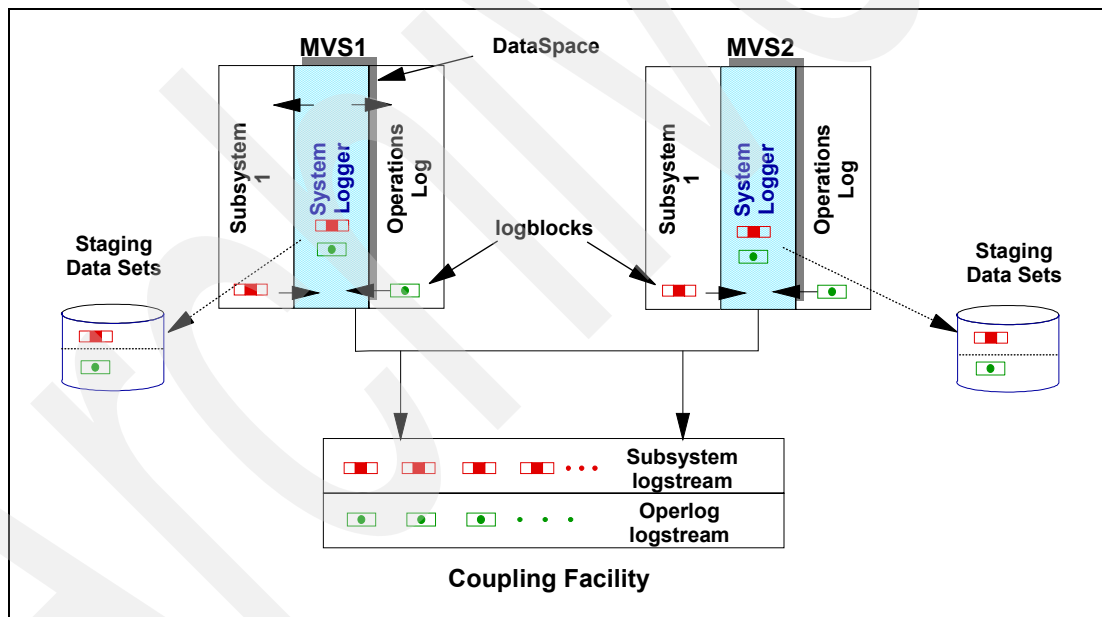 MVS1
DataSpace
MVS2
Subsystem
1
System
Logger
Operations
Log
Subsystem
1
System
Logger
Operations
Log
logblocks
Staging
Data Sets
Staging
Data Sets
Subsystem
logstream
Operlog
logstream
Coupling Facility